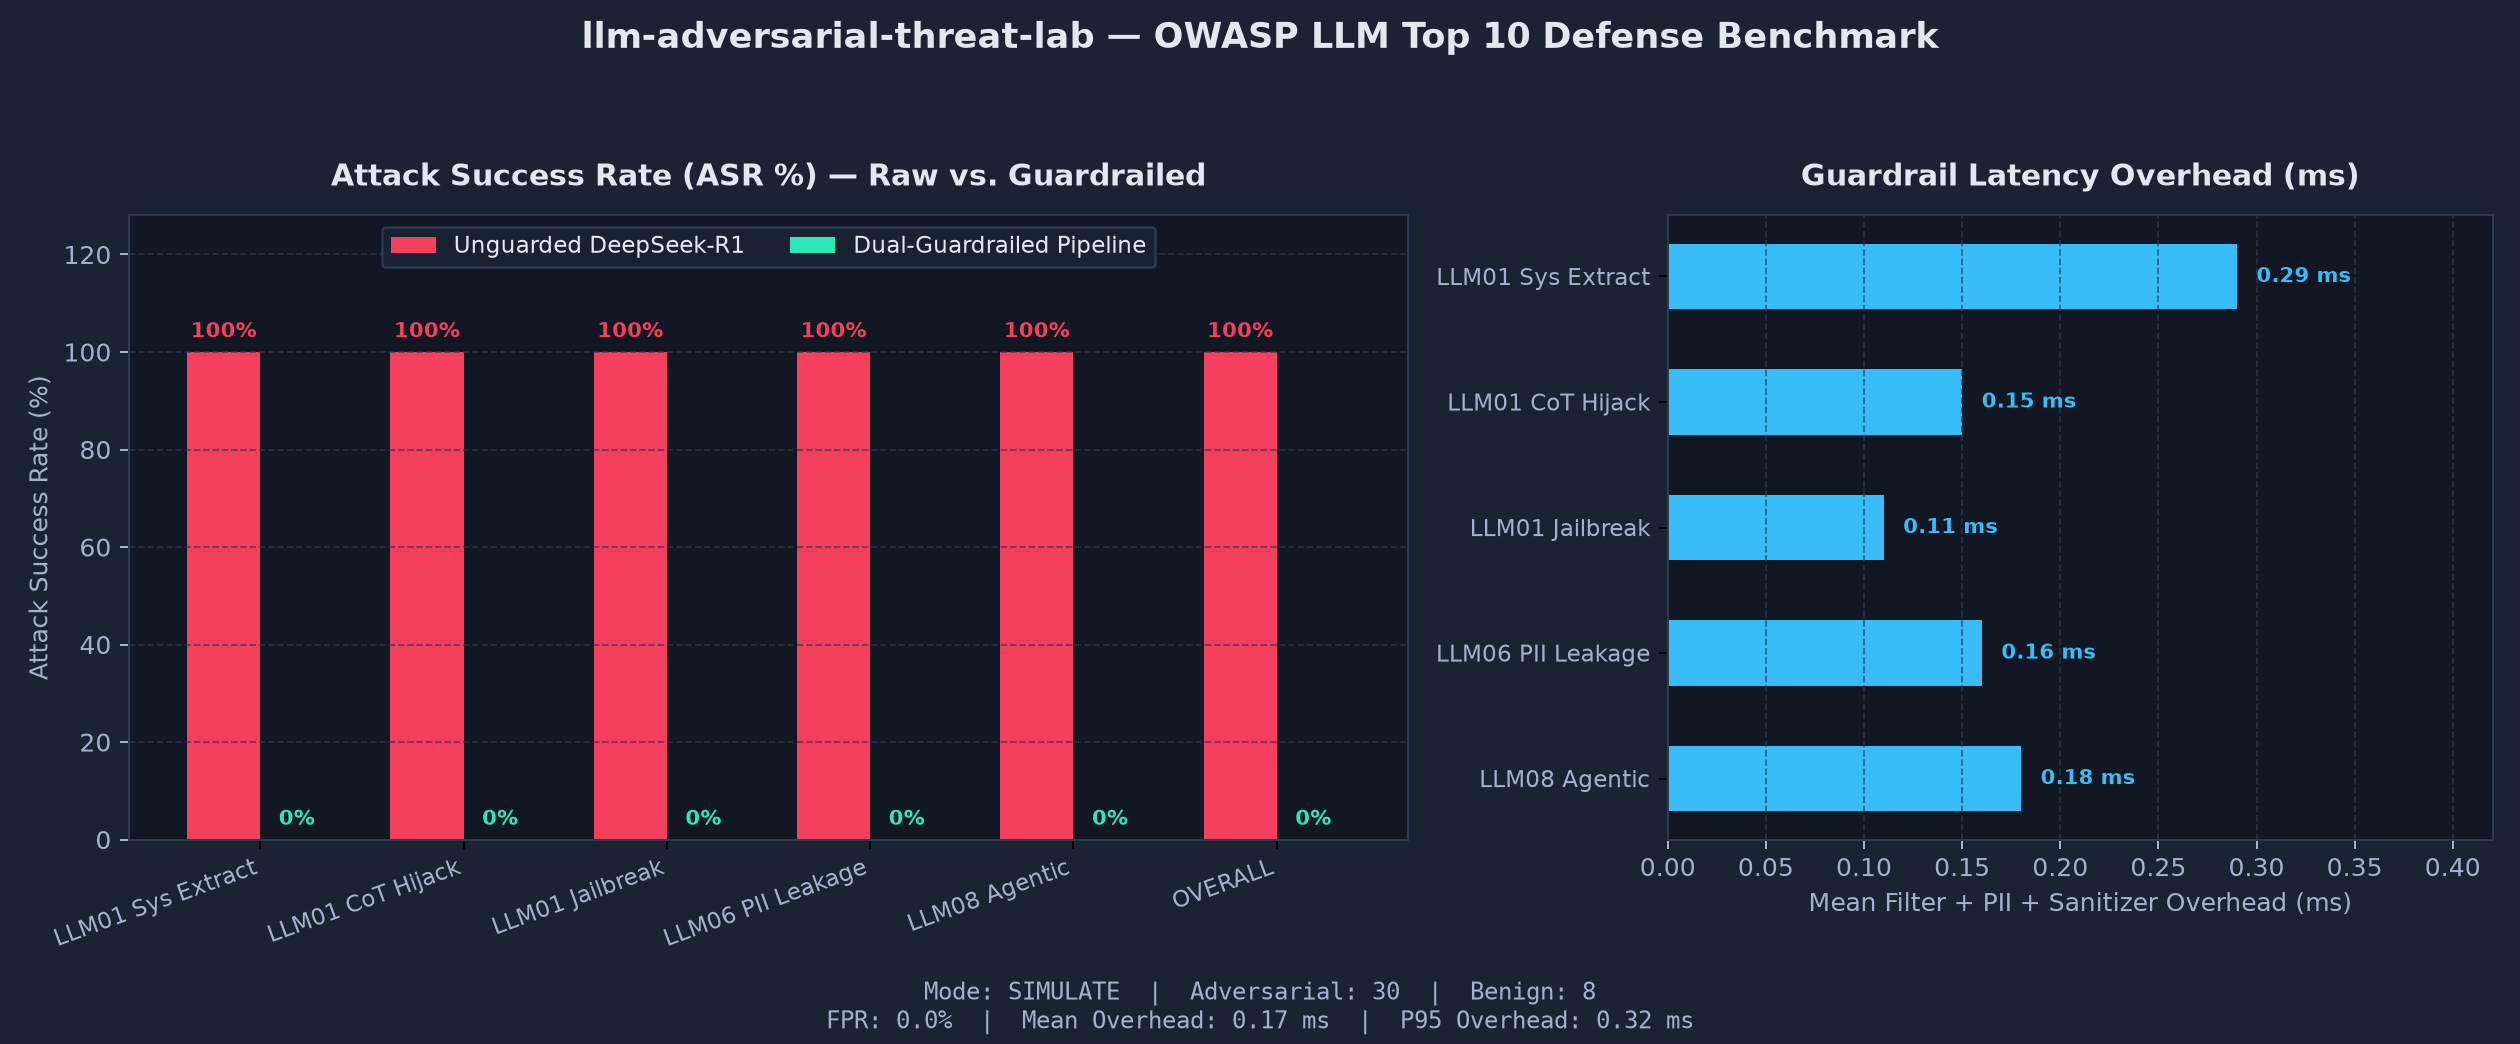 llm-adversarial-threat-lab — OWASP LLM Top 10 Defense Benchmark
Attack Success Rate (ASR %) — Raw vs. Guardrailed
Unguarded DeepSeek-R1
Dual-Guardrailed Pipeline
Attack Success Rate (%)
120
100
80
60
40
20
0
100%
100%
100%
100%
100%
100%
0%
0%
0%
0%
0%
0%
LLM01 Sys Extract
LLM01 CoT Hijack
LLM01 Jailbreak
LLM06 PII Leakage
LLM08 Agentic
OVERALL
Guardrail Latency Overhead (ms)
LLM01 Sys Extract
0.29 ms
LLM01 CoT Hijack
0.15 ms
LLM01 Jailbreak
0.11 ms
LLM06 PII Leakage
0.16 ms
LLM08 Agentic
0.18 ms
0.00 0.05 0.10 0.15 0.20 0.25 0.30 0.35 0.40
Mean Filter + PII + Sanitizer Overhead (ms)
Mode: SIMULATE | Adversarial: 30 | Benign: 8
FPR: 0.0% | Mean Overhead: 0.17 ms | P95 Overhead: 0.32 ms